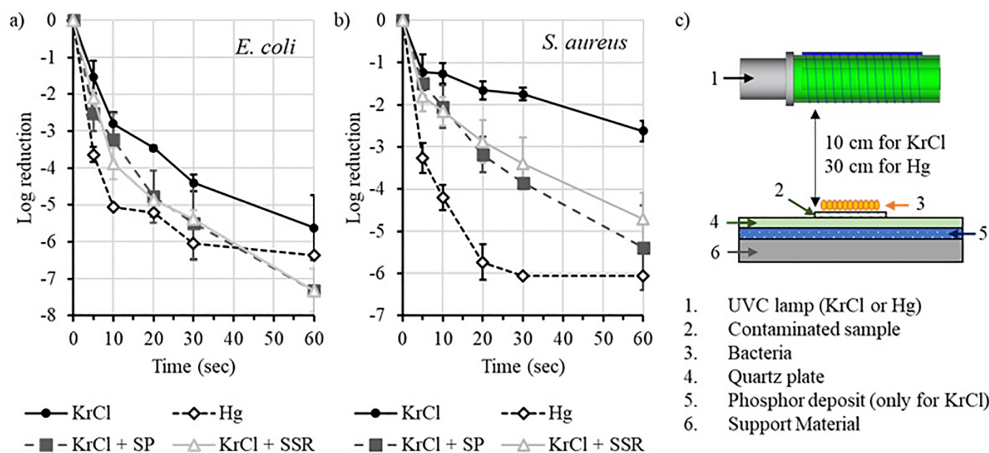 a)
E. coli
0
-1
-2
-3
-4
-5
-6
-7
-8
Log reduction
0 10 20 30 40 50 60
Time (sec)
KrCl
Hg
KrCl + SP
KrCl + SSR
b)
S. aureus
0
-1
-2
-3
-4
-5
-6
-7
Log reduction
0 10 20 30 40 50 60
Time (sec)
KrCl
Hg
KrCl + SP
KrCl + SSR
c)
1
10 cm for KrCl
30 cm for Hg
2
3
4
5
6
1. UVC lamp (KrCl or Hg)
2. Contaminated sample
3. Bacteria
4. Quartz plate
5. Phosphor deposit (only for KrCl)
6. Support Material